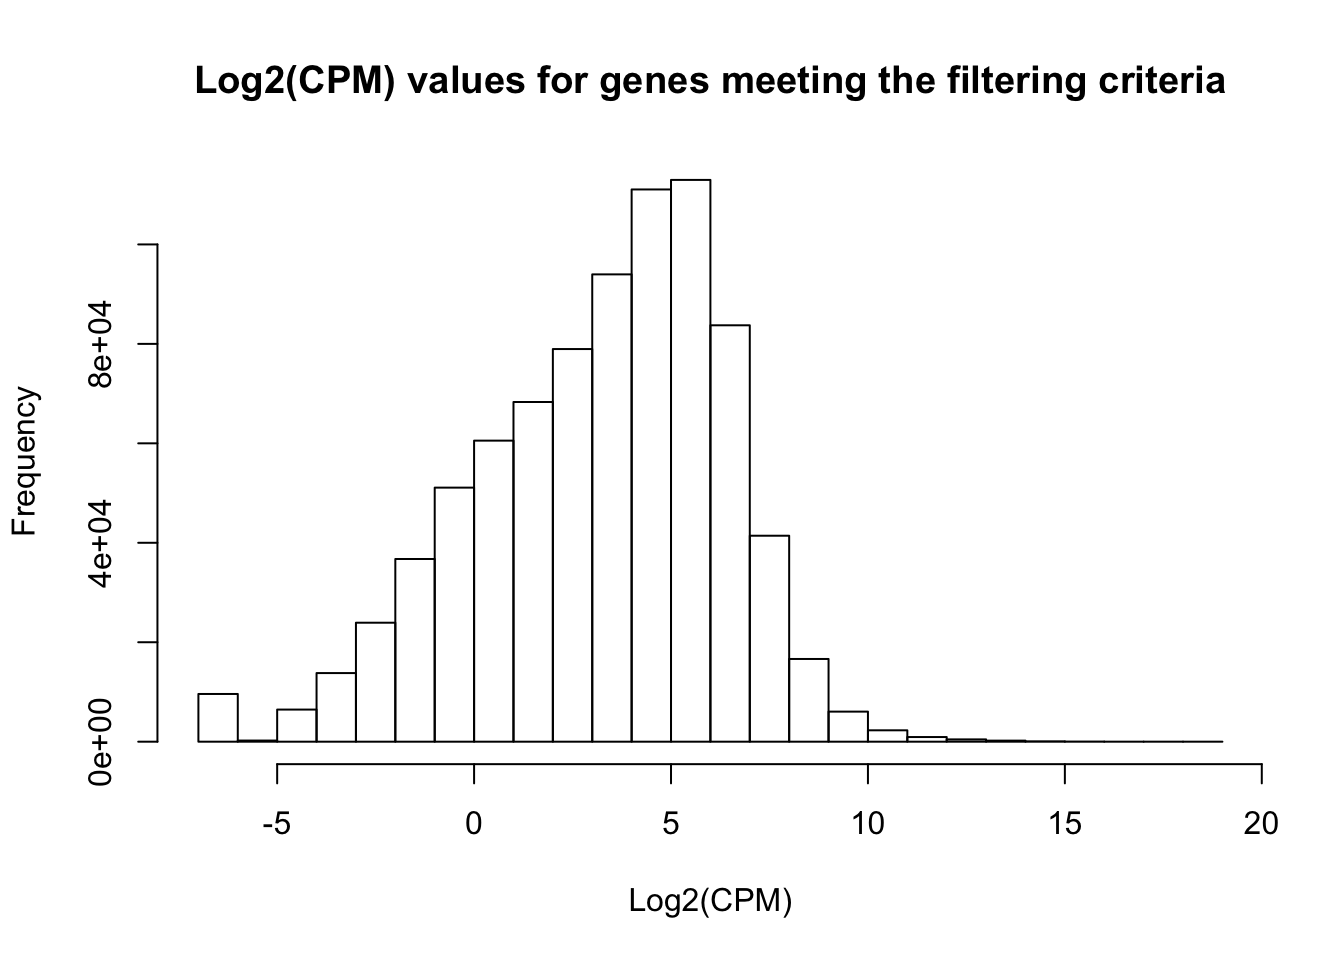 Log2(CPM) values for genes meeting the filtering criteria
Frequency
8e+04
4e+04
0e+00
-5 0 5 10 15 20
Log2(CPM)